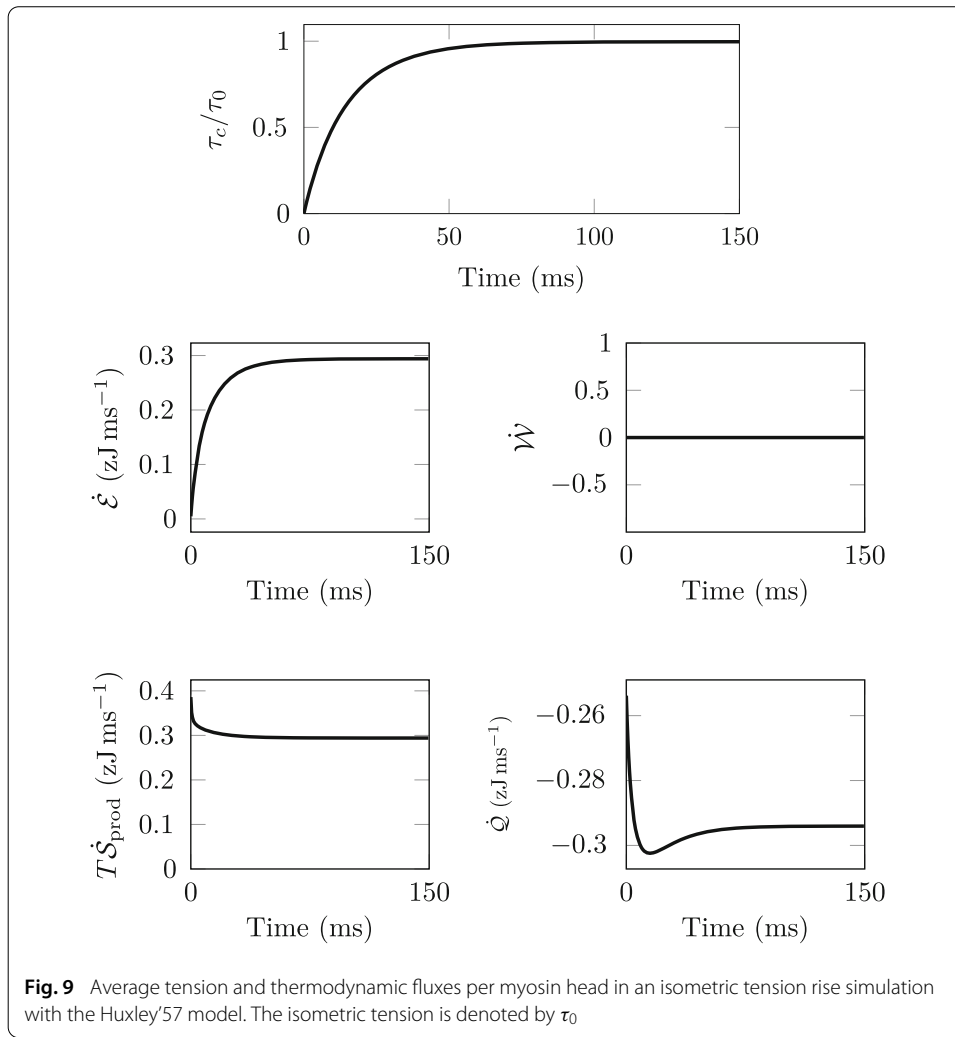 1
0.5
0
τ_c/τ_0
0 50 100 150
Time (ms)
0.3
0.2
0.1
0
Ė (zJ ms⁻¹)
0 150
Time (ms)
1
0.5
0
−0.5
Ẇ
0 150
Time (ms)
0.4
0.3
0.2
0.1
0
TṠ_prod (zJ ms⁻¹)
0 150
Time (ms)
−0.26
−0.28
−0.3
Q̇ (zJ ms⁻¹)
0 150
Time (ms)
Fig. 9 Average tension and thermodynamic fluxes per myosin head in an isometric tension rise simulation
with the Huxley'57 model. The isometric tension is denoted by τ_0